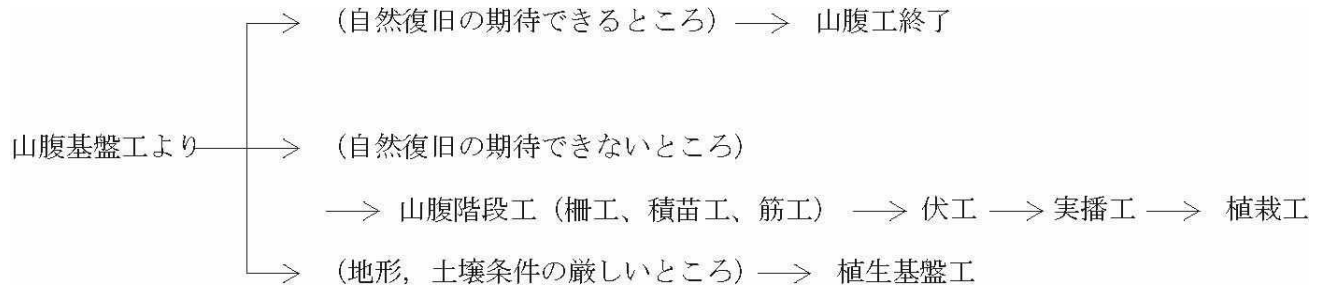 (自然復旧の期待できるところ) → 山腹工終了
山腹基盤工より → (自然復旧の期待できないところ)
→ 山腹階段工 (柵工、積苗工、筋工) → 伏工 → 実播工 → 植栽工
(地形，土壌条件の厳しいところ) → 植生基盤工